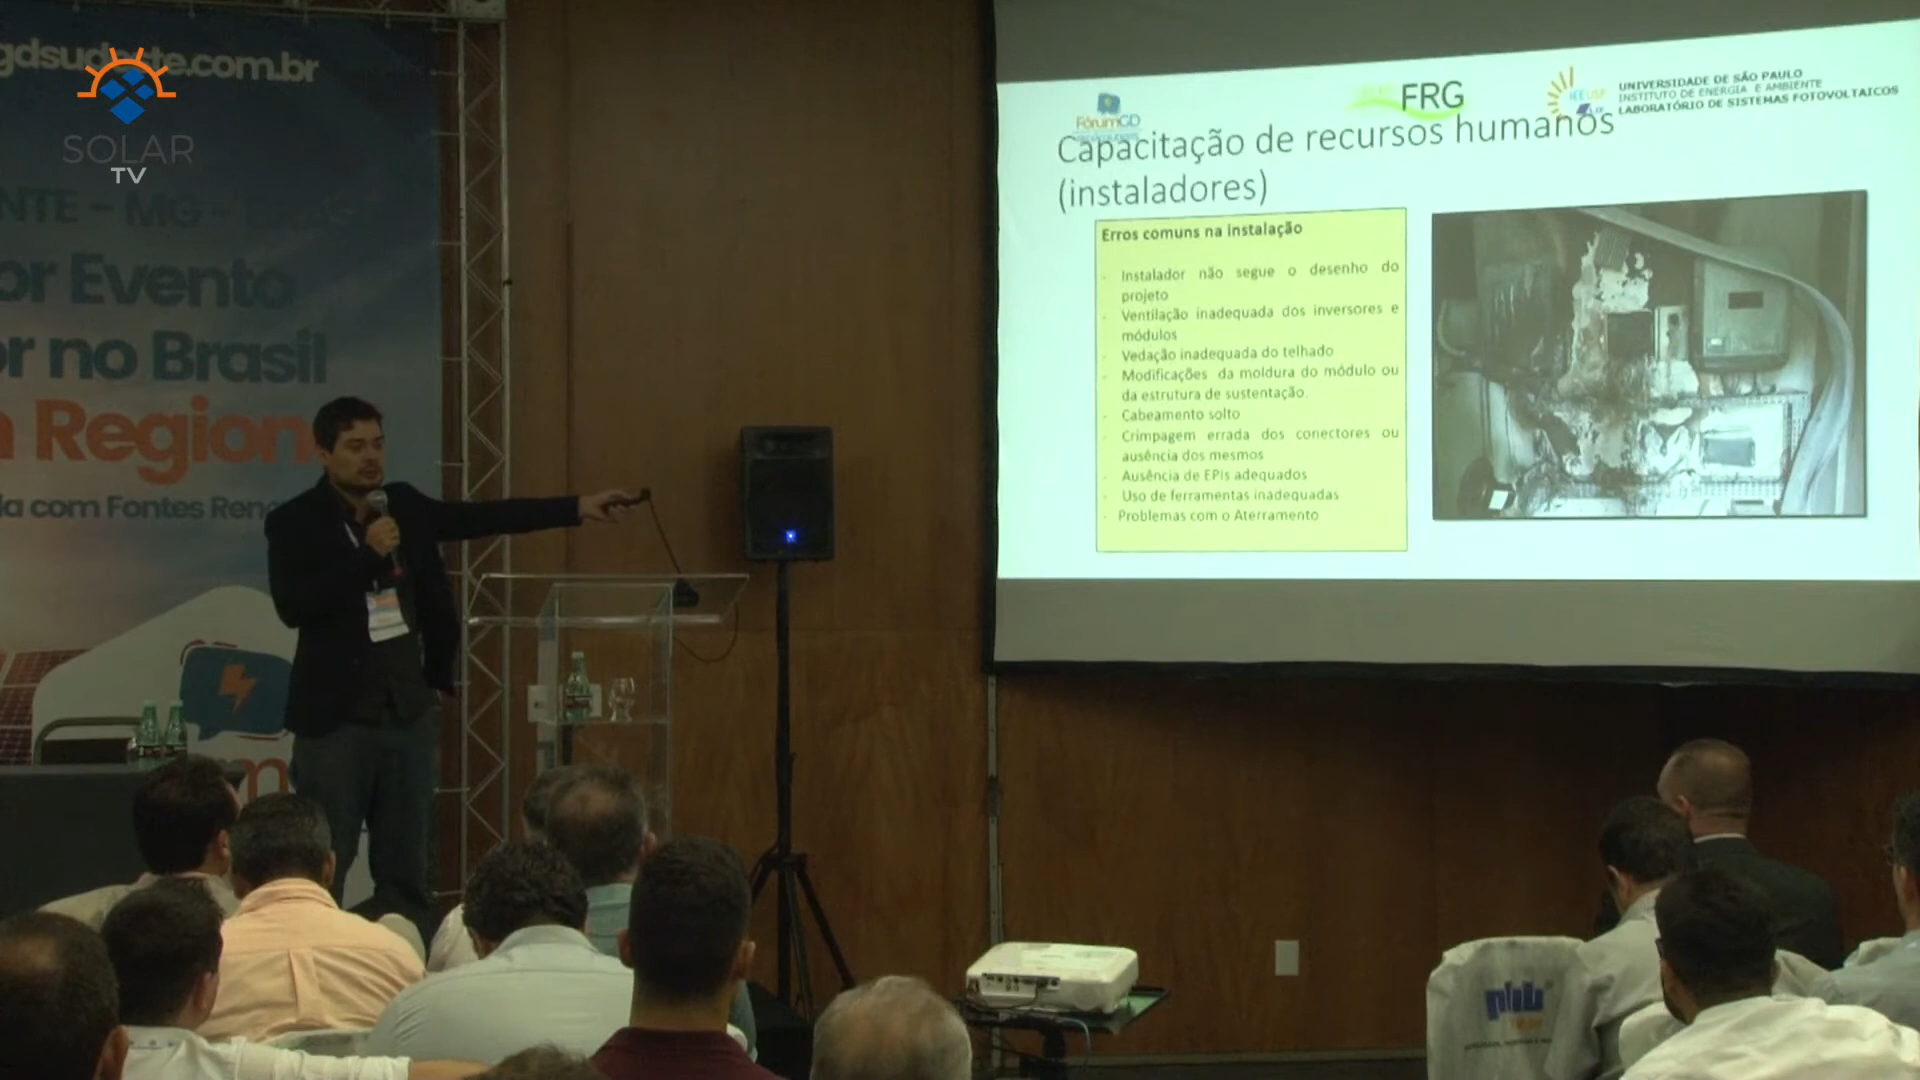 gdsudeste.com.br
SOLAR
TV
NTE - MG -
or Evento
or no Brasil
Region
da com Fontes Reno
FórumGD
FRG
UNIVERSIDADE DE SÃO PAULO
INSTITUTO DE ENERGIA E AMBIENTE
LABORATÓRIO DE SISTEMAS FOTOVOLTAICOS
Capacitação de recursos humanos
(instaladores)
Erros comuns na instalação
- Instalador não segue o desenho do
projeto
- Ventilação inadequada dos inversores e
módulos
- Vedação inadequada do telhado
- Modificações da moldura do módulo ou
da estrutura de sustentação.
- Cabeamento solto
- Crimpagem errada dos conectores ou
ausência dos mesmos
- Ausência de EPIs adequados
- Uso de ferramentas inadequadas
- Problemas com o Aterramento